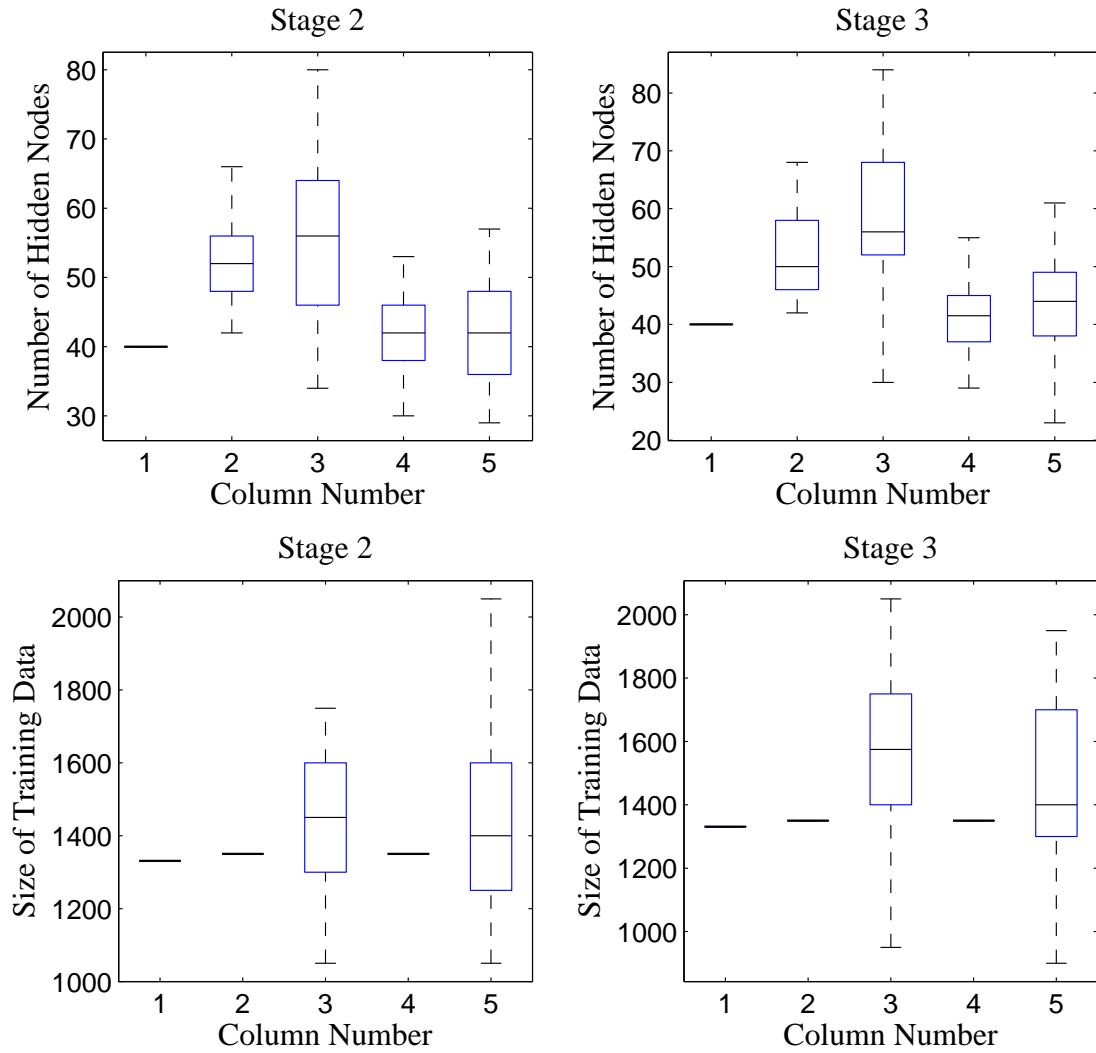 Stage 2
Number of Hidden Nodes
80
70
60
50
40
30
1 2 3 4 5
Column Number
Stage 3
Number of Hidden Nodes
80
70
60
50
40
30
20
1 2 3 4 5
Column Number
Stage 2
Size of Training Data
2000
1800
1600
1400
1200
1000
1 2 3 4 5
Column Number
Stage 3
Size of Training Data
2000
1800
1600
1400
1200
1000
1 2 3 4 5
Column Number